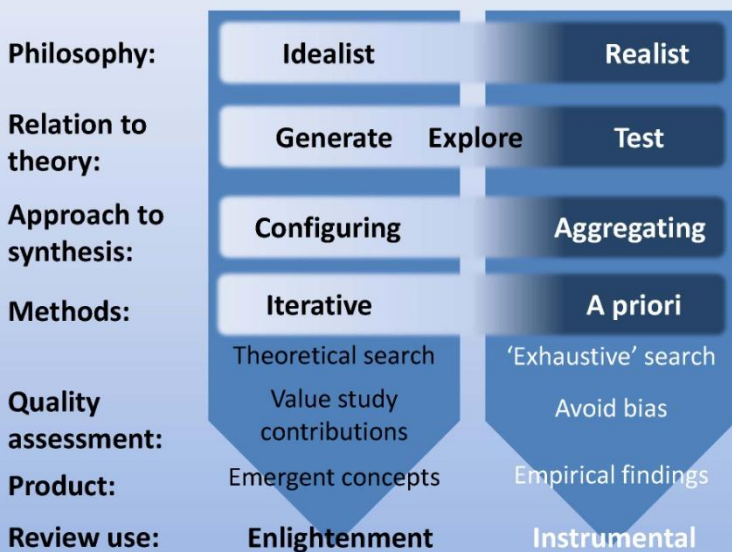 Philosophy: Idealist Realist
Relation to
theory: Generate Explore Test
Approach to
synthesis: Configuring Aggregating
Methods: Iterative A priori
Theoretical search ‘Exhaustive’ search
Quality
assessment: Value study
contributions Avoid bias
Product: Emergent concepts Empirical findings
Review use: Enlightenment Instrumental